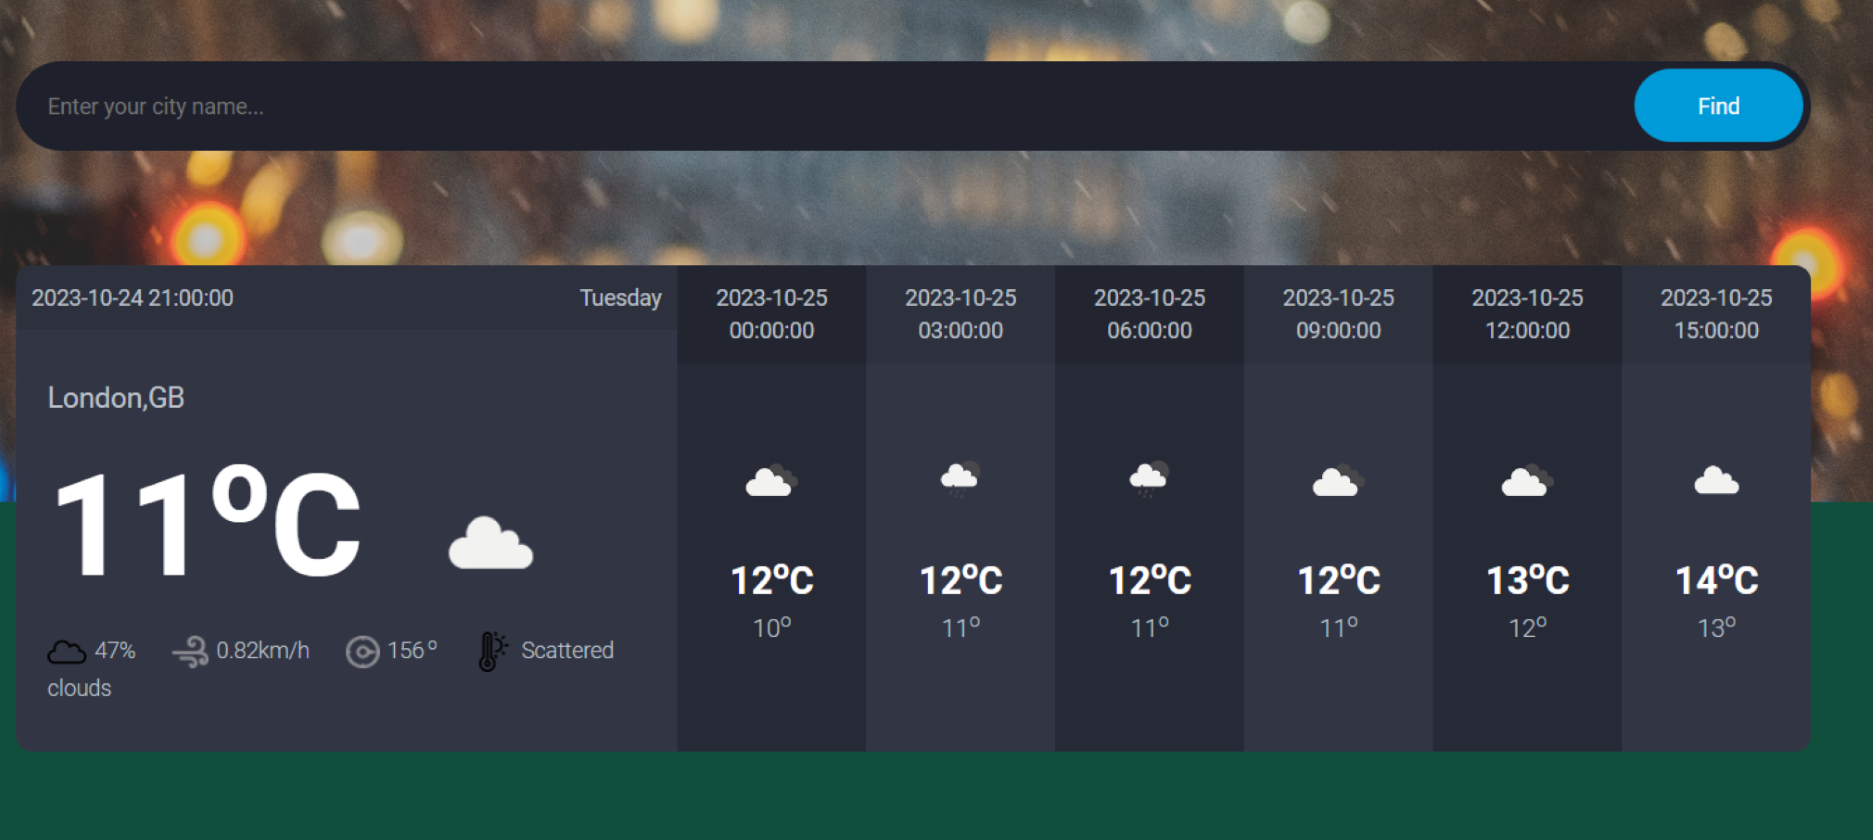 Enter your city name...
Find
2023-10-24 21:00:00
Tuesday
London,GB
11°C
47%
0.82km/h
156°
Scattered
clouds
2023-10-25
00:00:00
12°C
10°
2023-10-25
03:00:00
12°C
11°
2023-10-25
06:00:00
12°C
11°
2023-10-25
09:00:00
12°C
11°
2023-10-25
12:00:00
13°C
12°
2023-10-25
15:00:00
14°C
13°